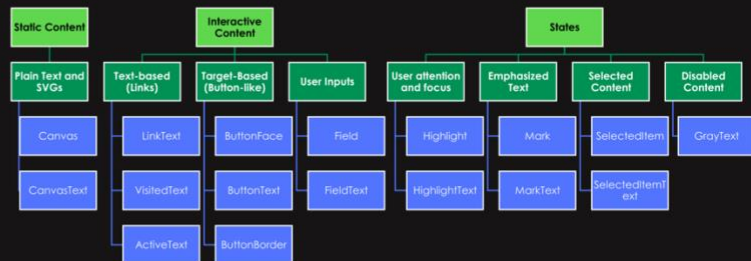 Static Content
Interactive
Content
States
Plain Text and
SVGs
Text-based
(Links)
Target-Based
(Button-like)
User Inputs
User attention
and focus
Emphasized
Text
Selected
Content
Disabled
Content
Canvas
LinkText
ButtonFace
Field
Highlight
Mark
SelectedItem
GrayText
CanvasText
VisitedText
ButtonText
FieldText
HighlightText
MarkText
SelectedItemT
ext
ActiveText
ButtonBorder